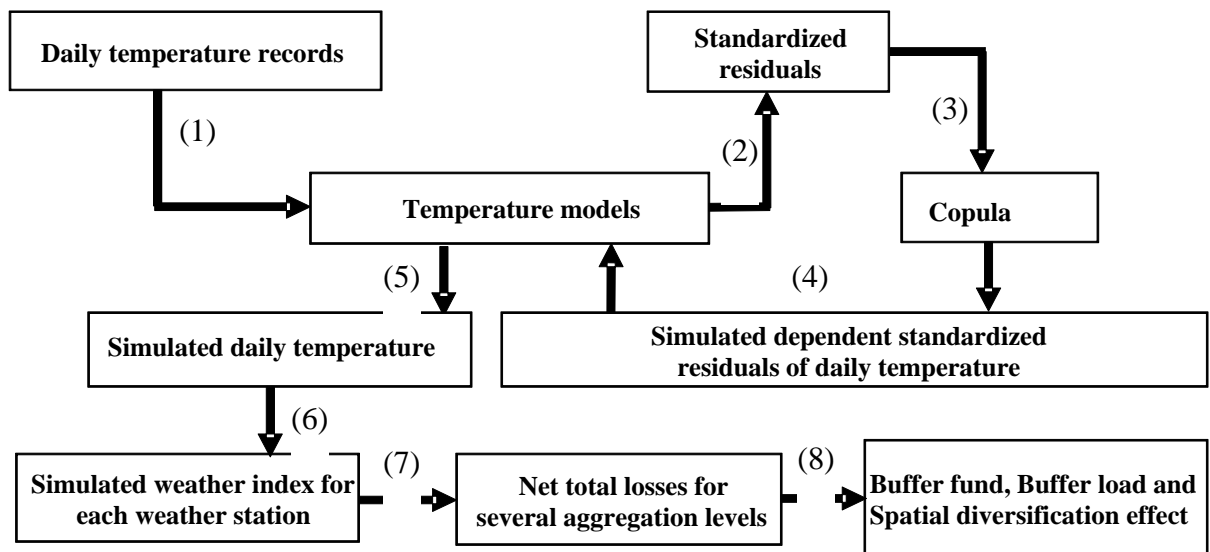 Daily temperature records
Standardized
residuals
(1)
(2)
(3)
Temperature models
Copula
(5)
(4)
Simulated daily temperature
Simulated dependent standardized
residuals of daily temperature
(6)
(7)
(8)
Simulated weather index for
each weather station
Net total losses for
several aggregation levels
Buffer fund, Buffer load and
Spatial diversification effect